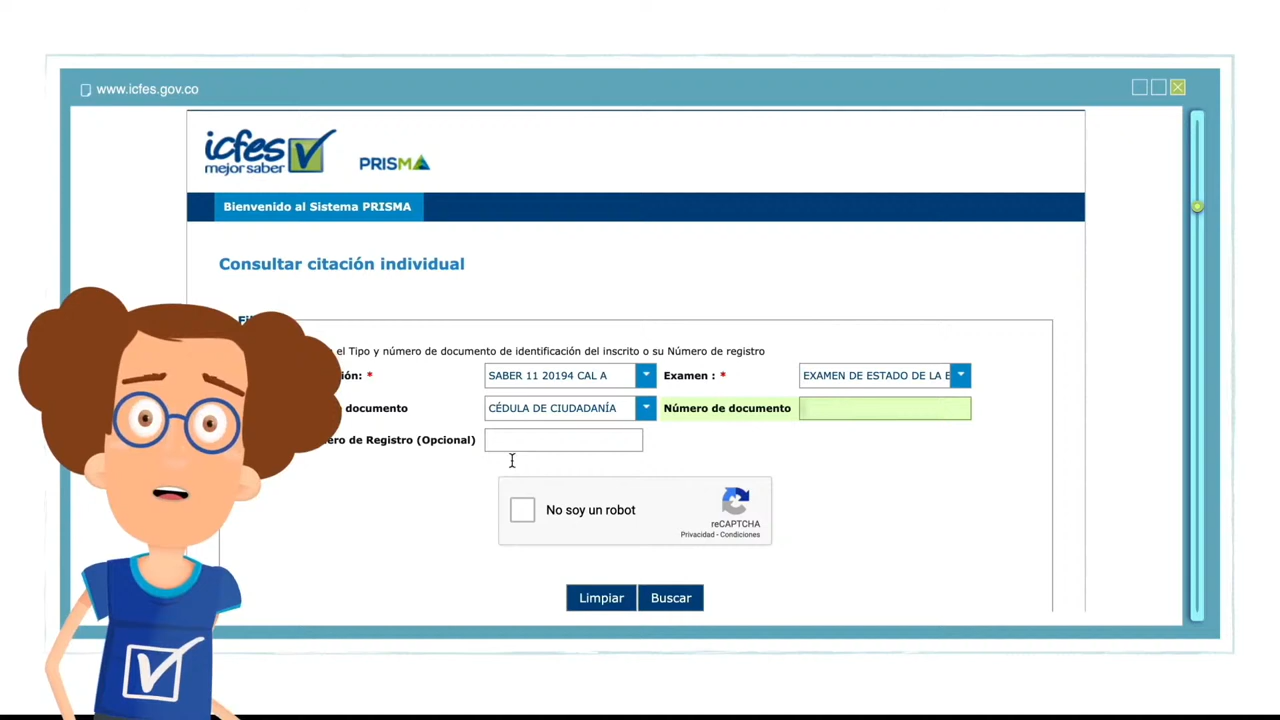 www.icfes.gov.co
icfes
mejor saber
PRISMA
Bienvenido al Sistema PRISMA
Consultar citación individual
el Tipo y número de documento de identificación del inscrito o su Número de registro
SABER 11 20194 CAL A Examen : * EXAMEN DE ESTADO DE LA
documento CÉDULA DE CIUDADANÍA Número de documento
de Registro (Opcional)
No soy un robot
reCAPTCHA
Privacidad - Condiciones
Limpiar Buscar